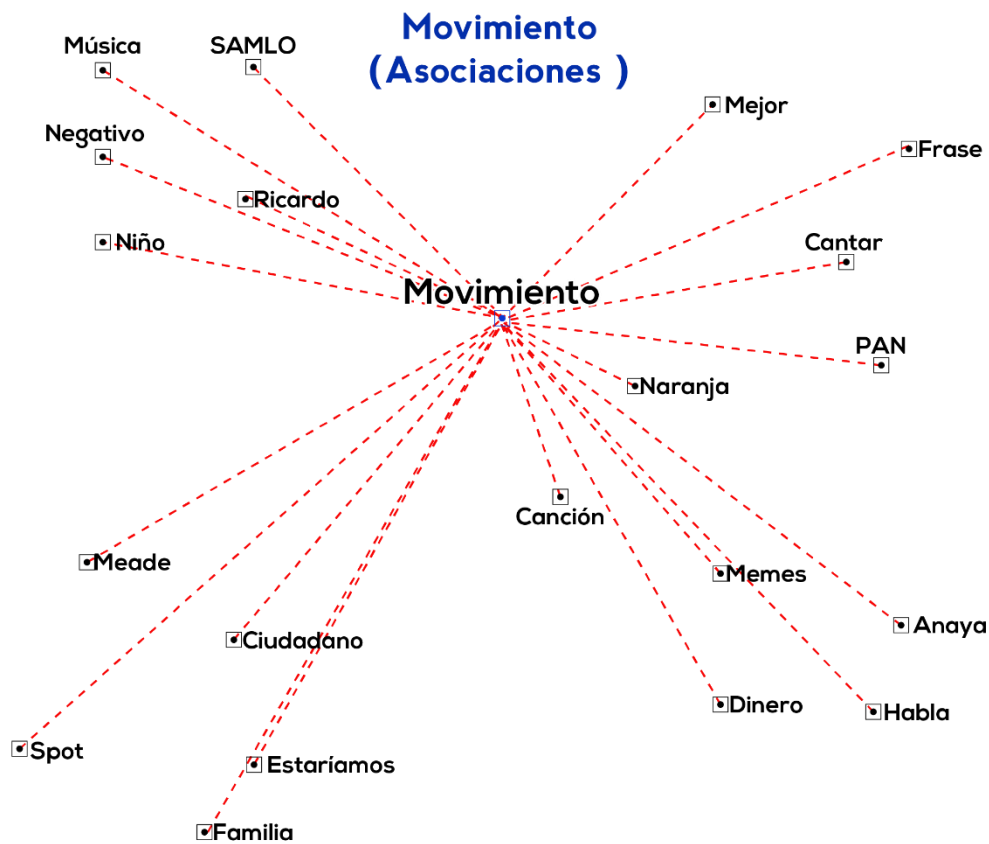 Movimiento
(Asociaciones )
Música
SAMLO
Mejor
Negativo
Frase
Ricardo
Niño
Cantar
Movimiento
PAN
Naranja
Canción
Meade
Memes
Ciudadano
Anaya
Dinero
Habla
Spot
Estaríamos
Familia